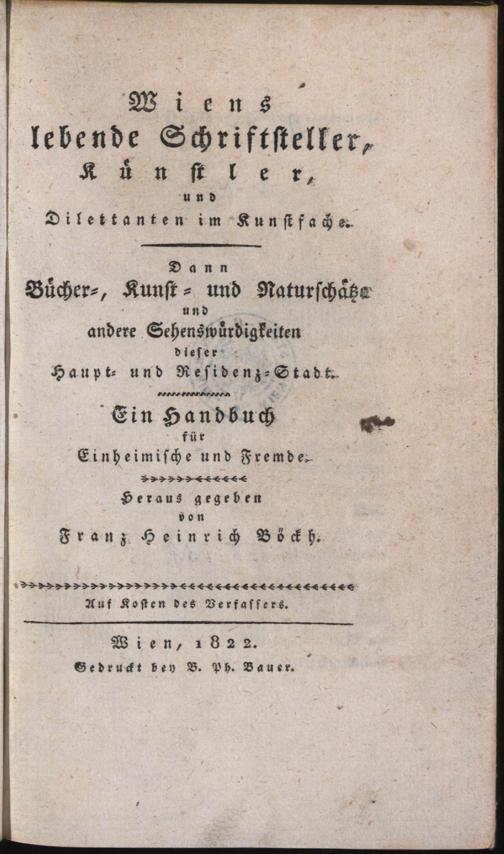 Wiens
lebende Schriftsteller,
Künstler,
und
Dilettanten im Kunstfache.
Dann
Bücher-, Kunst- und Naturschätze
und
andere Sehenswürdigkeiten
dieser
Haupt- und Residenz-Stadt.
Ein Handbuch
für
Einheimische und Fremde.
Heraus gegeben
von
Franz Heinrich Böckh.
Auf Kosten des Verfassers.
Wien, 1822.
Gedruckt bey B. Ph. Bauer.